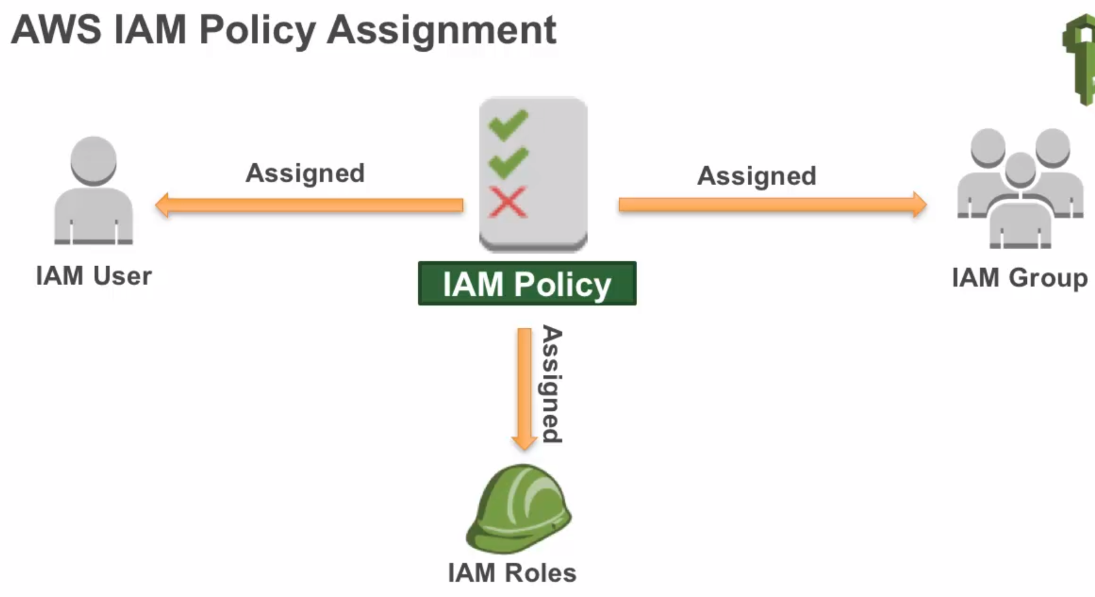 AWS IAM Policy Assignment
Assigned
Assigned
IAM User
IAM Policy
IAM Group
Assigned
IAM Roles